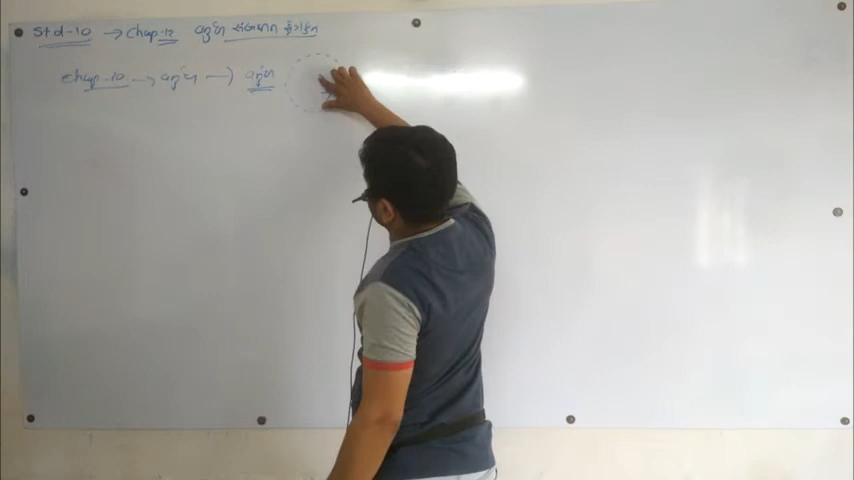 Std-10 → Chap-12 વર્તુળ સંબંધિત ક્ષેત્રફળ
Chap-10 → વર્તુળ → વર્તુળ